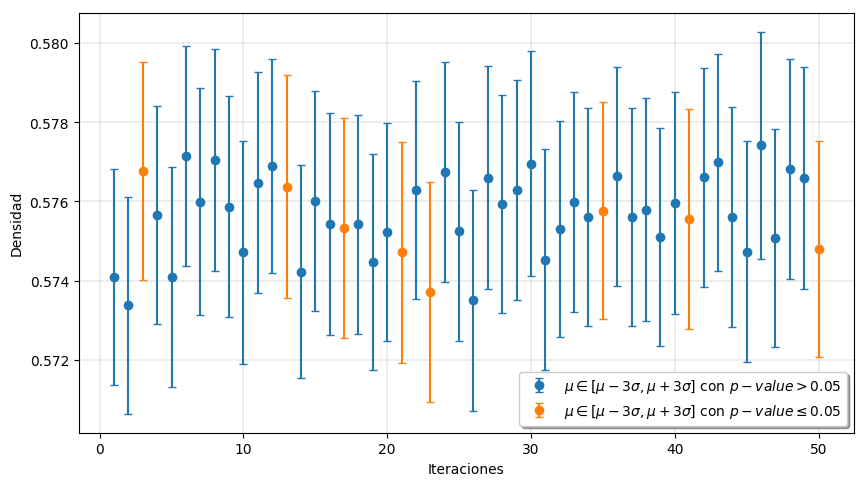 0.580
0.578
0.576
0.574
0.572
Densidad
0
10
20
30
40
50
Iteraciones
μ ∈ [μ − 3σ, μ + 3σ] con p − value > 0.05
μ ∈ [μ − 3σ, μ + 3σ] con p − value ≤ 0.05